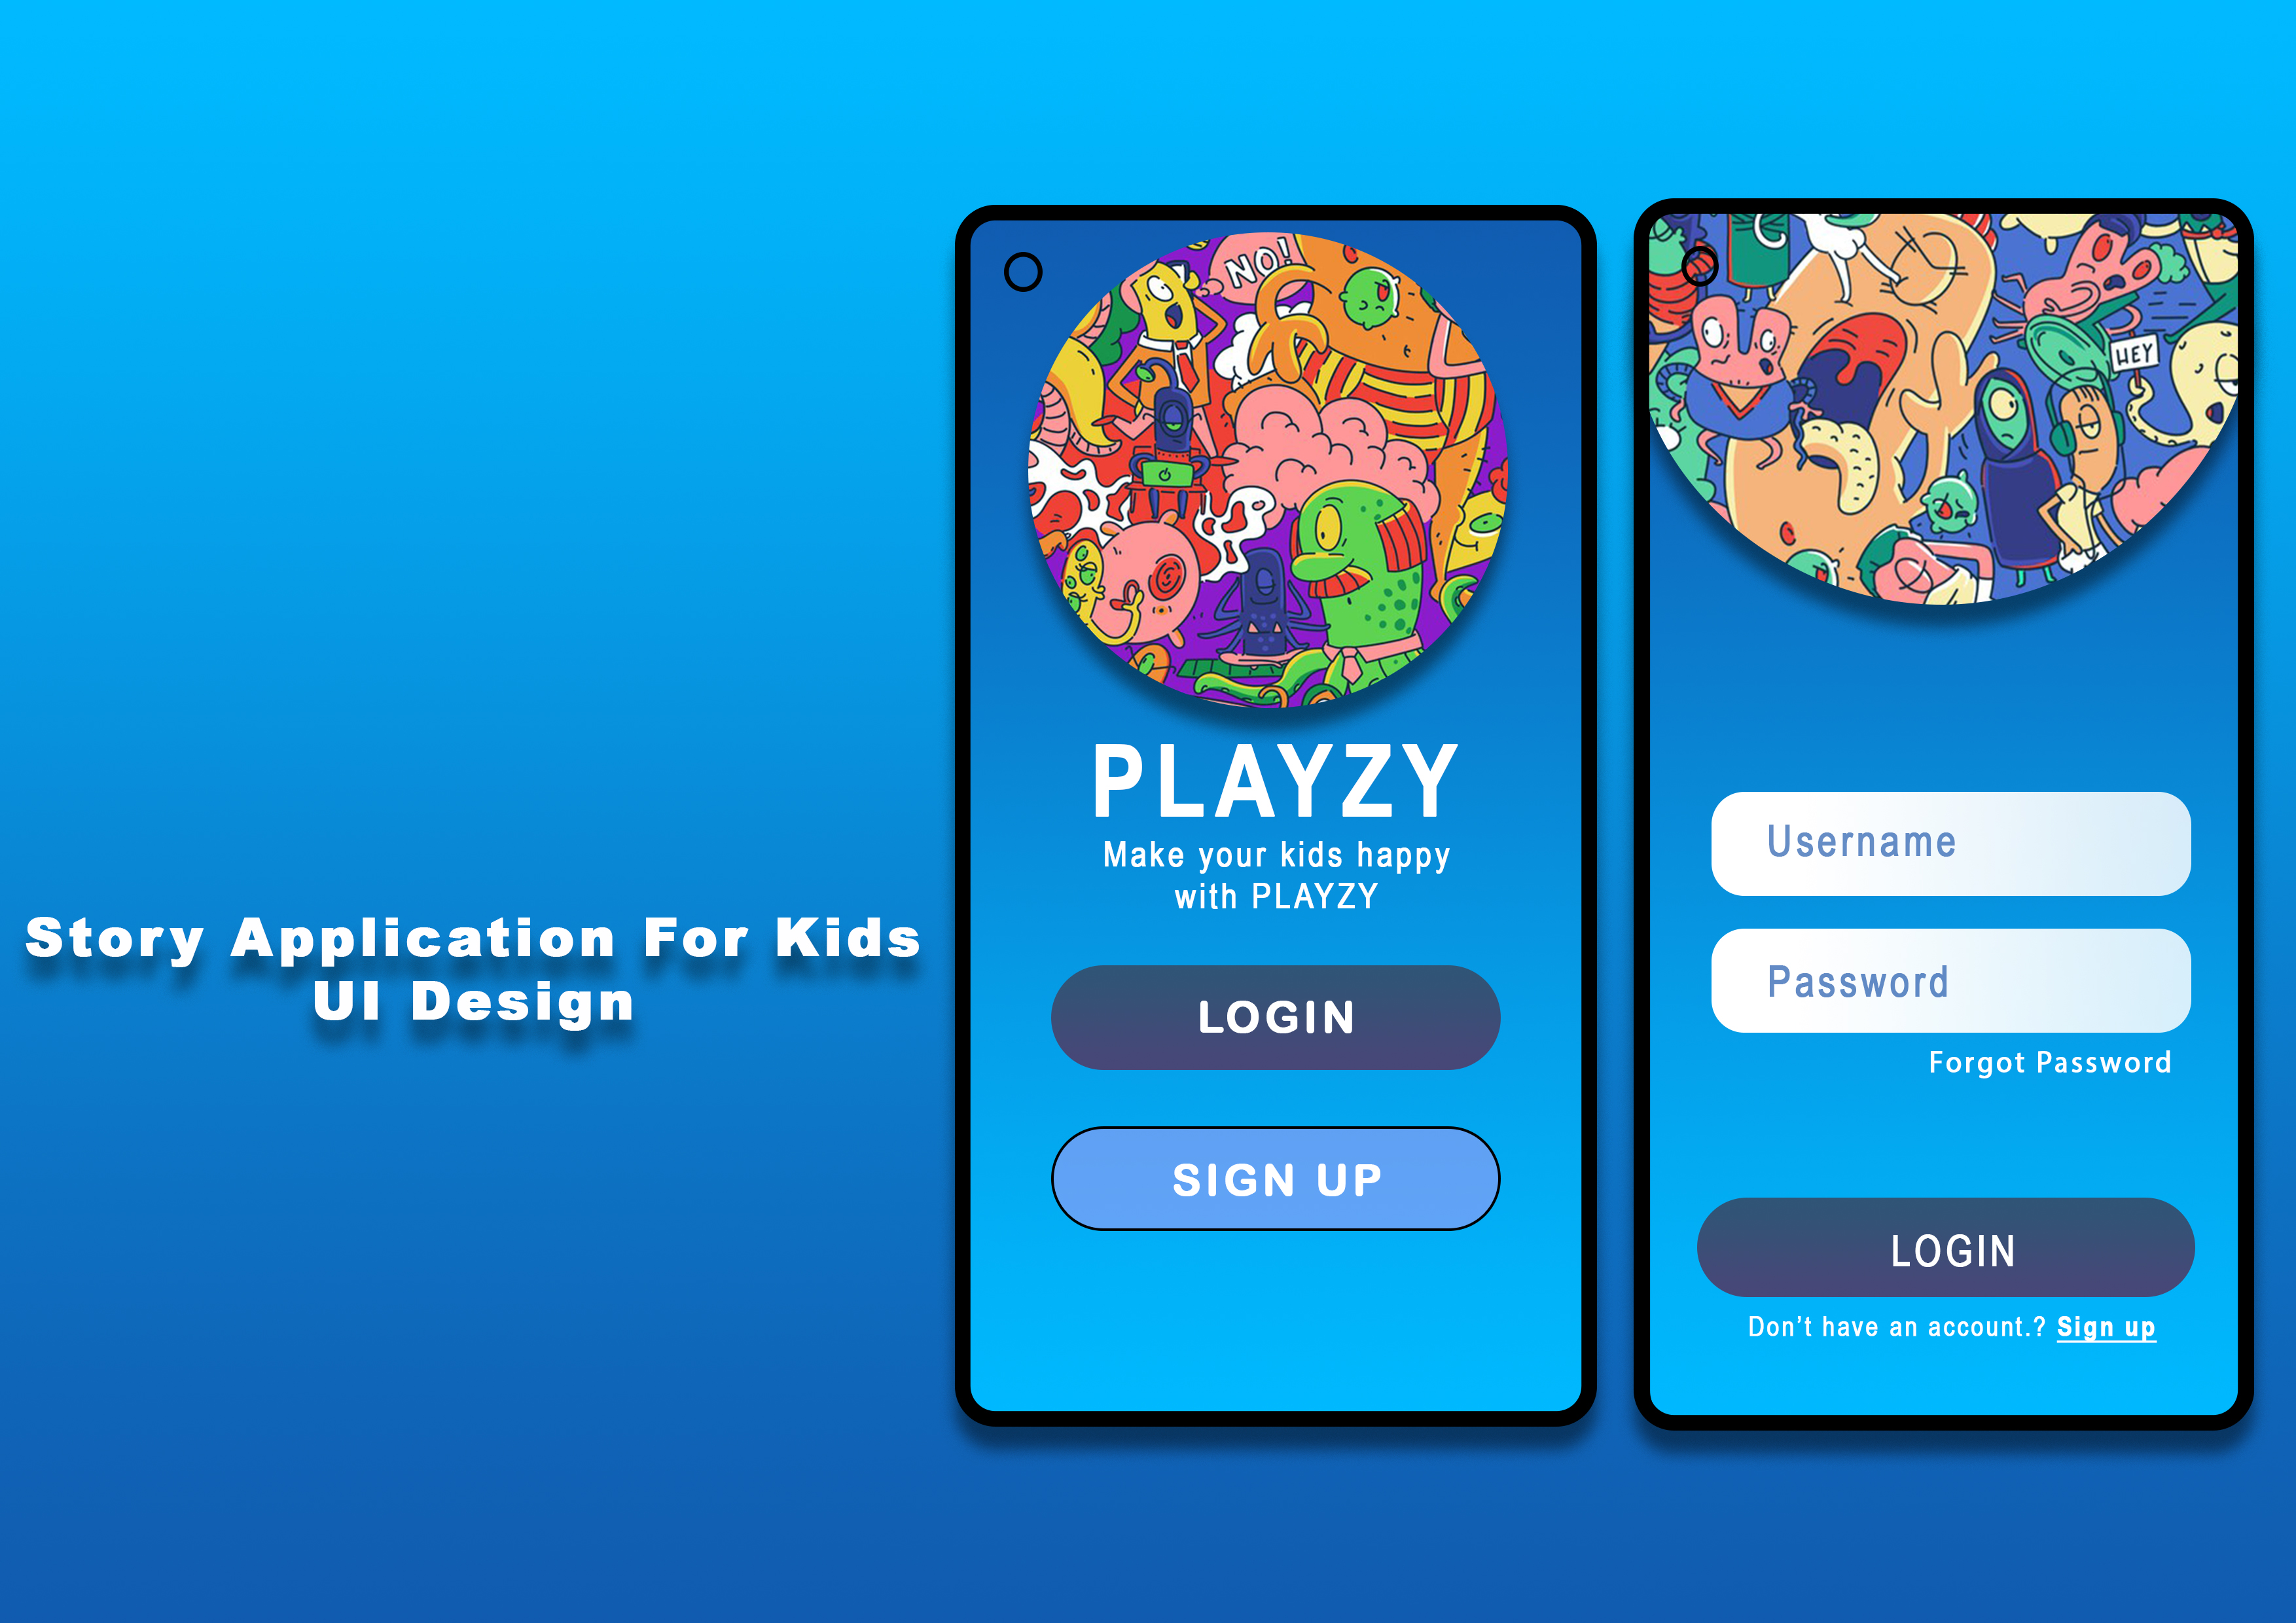 Story Application For Kids
UI Design
NO!
PLAYZY
Make your kids happy
with PLAYZY
LOGIN
SIGN UP
HEY
Username
Password
Forgot Password
LOGIN
Don’t have an account.? Sign up